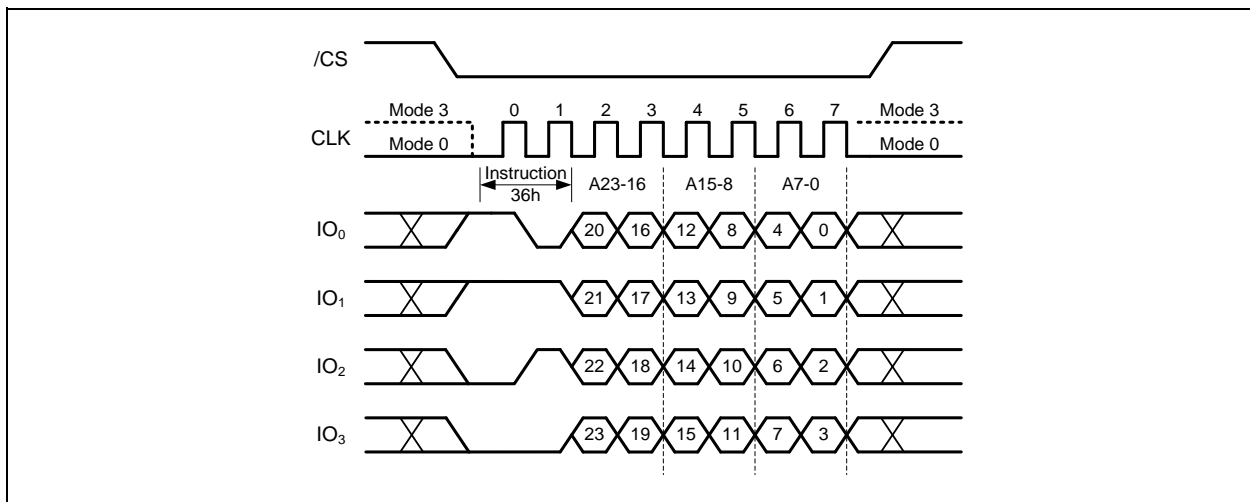 /CS
Mode 3 0 1 2 3 4 5 6 7 Mode 3
CLK
Mode 0 Mode 0
Instruction
36h
A23-16 A15-8 A7-0
IO₀ 20 16 12 8 4 0
IO₁ 21 17 13 9 5 1
IO₂ 22 18 14 10 6 2
IO₃ 23 19 15 11 7 3